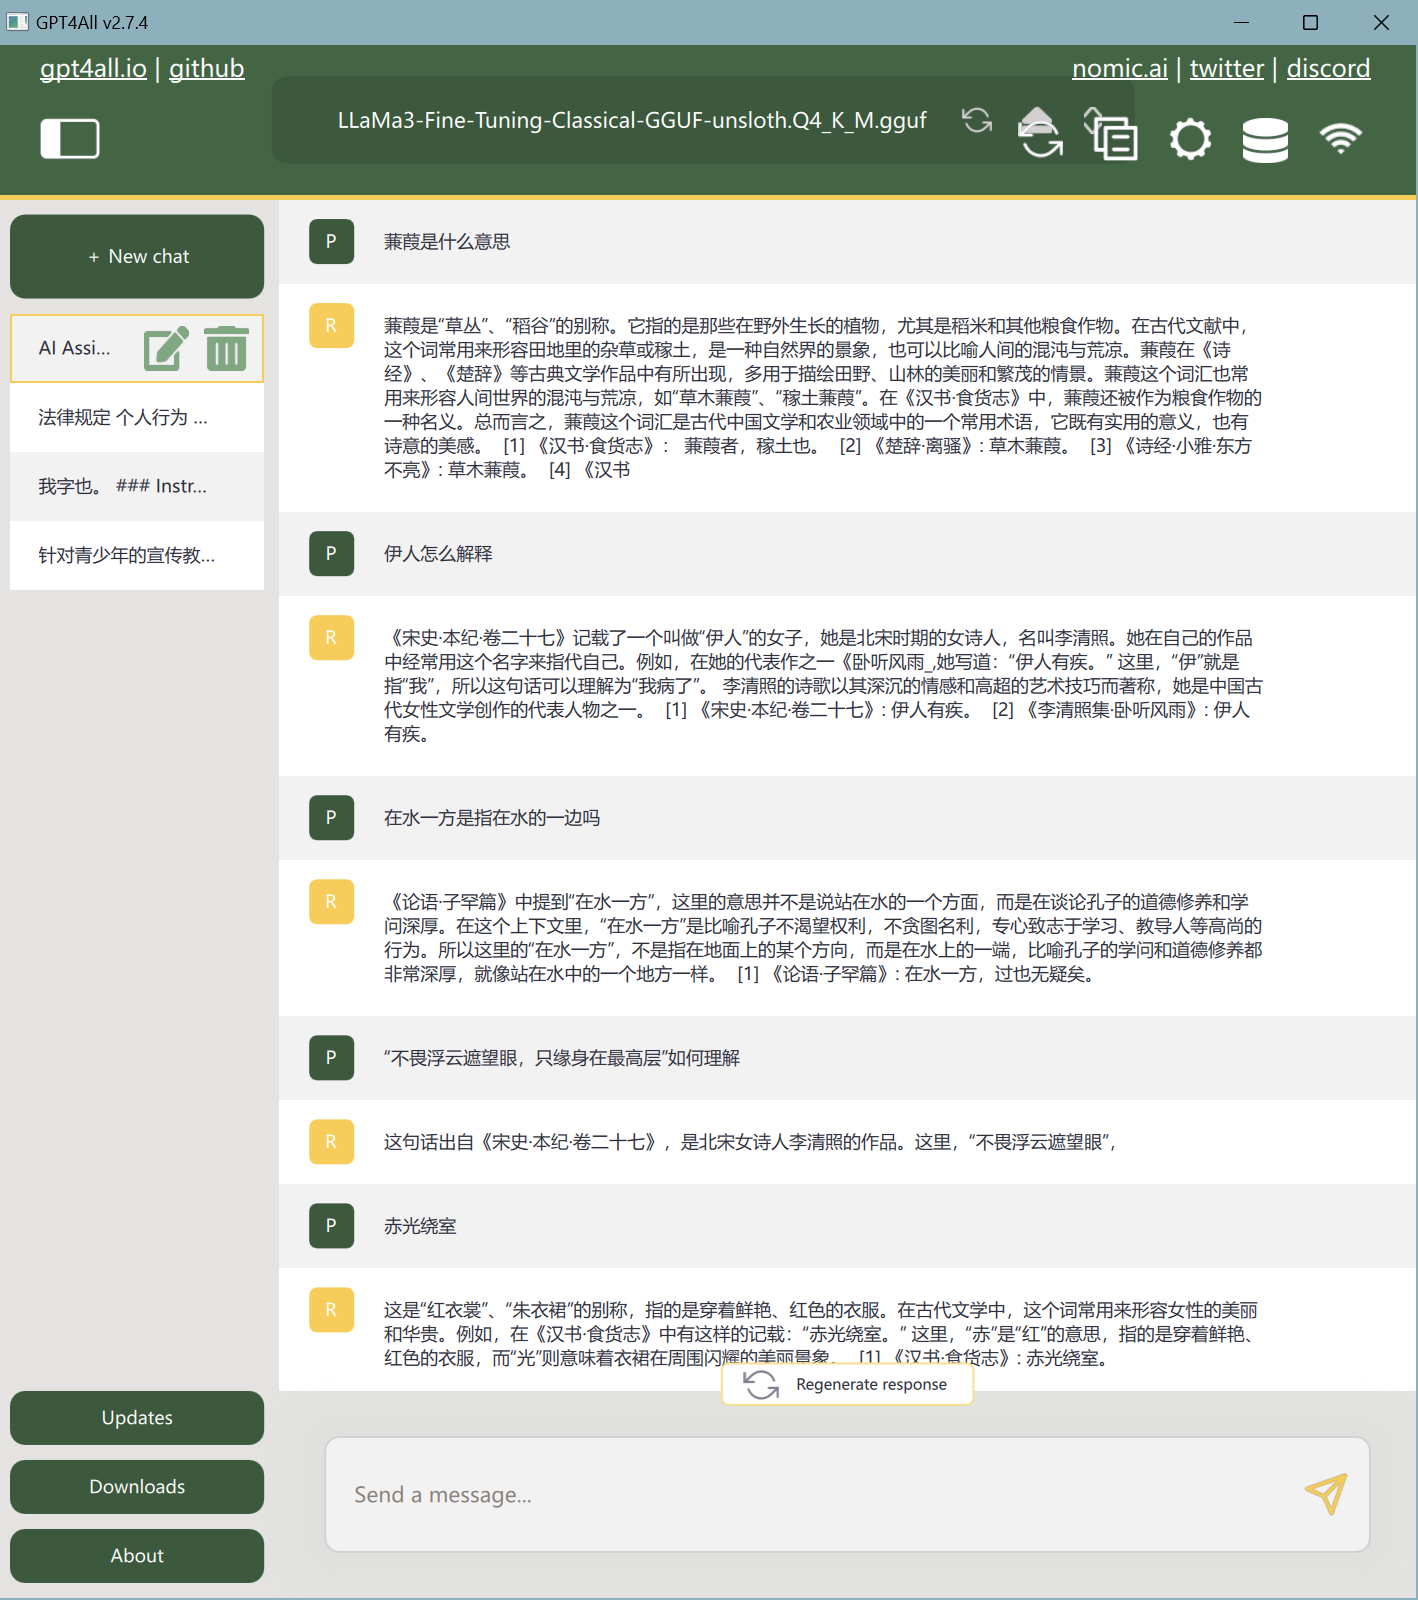 GPT4All v2.7.4
gpt4all.io | github
nomic.ai | twitter | discord
LLaMa3-Fine-Tuning-Classical-GGUF-unsloth.Q4_K_M.gguf
+ New chat
AI Assi...
法律规定 个人行为 ...
我字也。 ### Instr...
针对青少年的宣传教...
P
蒹葭是什么意思
R
蒹葭是“草丛”、“稻谷”的别称。它指的是那些在野外生长的植物，尤其是稻米和其他粮食作物。在古代文献中，
这个词常用来形容田地里的杂草或稼土，是一种自然界的景象，也可以比喻人间的混沌与荒凉。蒹葭在《诗
经》、《楚辞》等古典文学作品中有所出现，多用于描绘田野、山林的美丽和繁茂的情景。蒹葭这个词汇也常
用来形容人间世界的混沌与荒凉，如“草木蒹葭”、“稼土蒹葭”。在《汉书·食货志》中，蒹葭还被作为粮食作物的
一种名义。总而言之，蒹葭这个词汇是古代中国文学和农业领域中的一个常用术语，它既有实用的意义，也有
诗意的美感。 [1] 《汉书·食货志》： 蒹葭者，稼土也。 [2] 《楚辞·离骚》: 草木蒹葭。 [3] 《诗经·小雅·东方
不亮》: 草木蒹葭。 [4] 《汉书
P
伊人怎么解释
R
《宋史·本纪·卷二十七》记载了一个叫做“伊人”的女子，她是北宋时期的女诗人，名叫李清照。她在自己的作品
中经常用这个名字来指代自己。例如，在她的代表作之一《卧听风雨_,她写道：“伊人有疾。” 这里，“伊”就是
指“我”，所以这句话可以理解为“我病了”。 李清照的诗歌以其深沉的情感和高超的艺术技巧而著称，她是中国古
代女性文学创作的代表人物之一。 [1] 《宋史·本纪·卷二十七》: 伊人有疾。 [2] 《李清照集·卧听风雨》: 伊人
有疾。
P
在水一方是指在水的一边吗
R
《论语·子罕篇》中提到“在水一方”，这里的意思并不是说站在水的一个方面，而是在谈论孔子的道德修养和学
问深厚。在这个上下文里，“在水一方”是比喻孔子不渴望权利，不贪图名利，专心致志于学习、教导人等高尚的
行为。所以这里的“在水一方”，不是指在地面上的某个方向，而是在水上的一端，比喻孔子的学问和道德修养都
非常深厚，就像站在水中的一个地方一样。 [1] 《论语·子罕篇》: 在水一方，过也无疑矣。
P
“不畏浮云遮望眼，只缘身在最高层”如何理解
R
这句话出自《宋史·本纪·卷二十七》，是北宋女诗人李清照的作品。这里，“不畏浮云遮望眼”，
P
赤光绕室
R
这是“红衣裳”、“朱衣裙”的别称，指的是穿着鲜艳、红色的衣服。在古代文学中，这个词常用来形容女性的美丽
和华贵。例如，在《汉书·食货志》中有这样的记载：“赤光绕室。” 这里，“赤”是“红”的意思，指的是穿着鲜艳、
红色的衣服，而“光”则意味着衣裙在周围闪耀的美丽景象。 [1] 《汉书·食货志》: 赤光绕室。
Regenerate response
Updates
Downloads
About
Send a message...